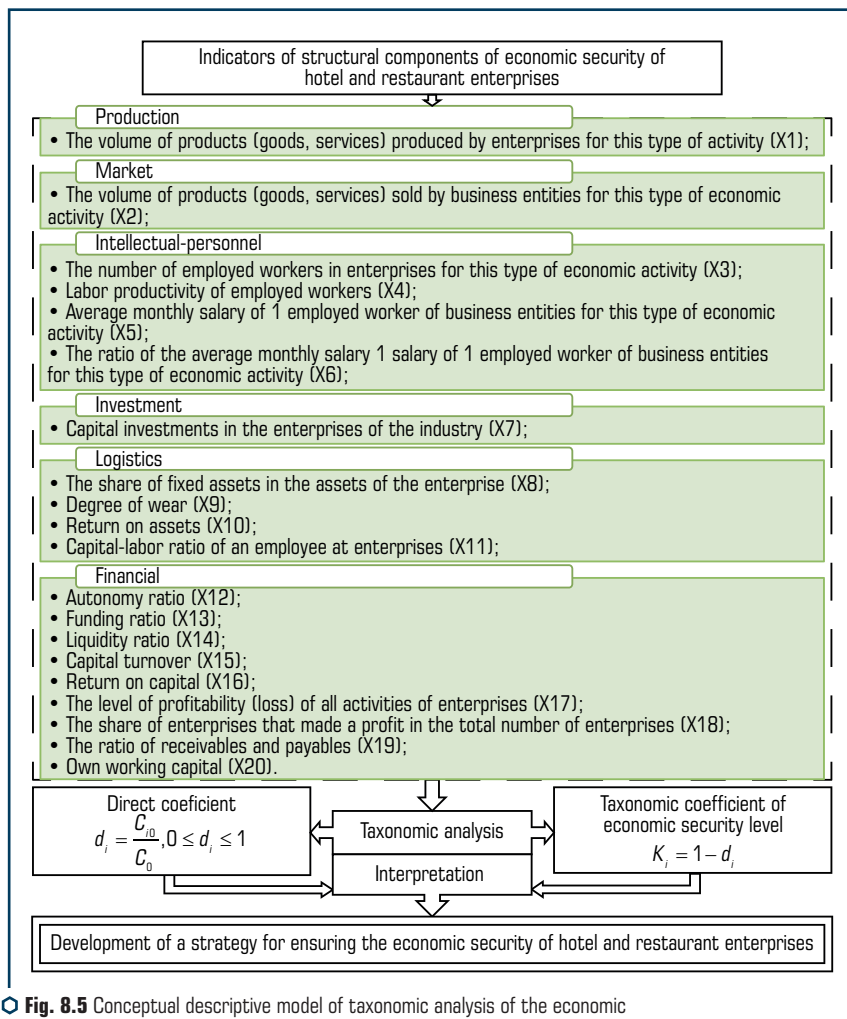 Indicators of structural components of economic security of
hotel and restaurant enterprises
Production
• The volume of products (goods, services) produced by enterprises for this type of activity (X1);
Market
• The volume of products (goods, services) sold by business entities for this type of economic
activity (X2);
Intellectual-personnel
• The number of employed workers in enterprises for this type of economic activity (X3);
• Labor productivity of employed workers (X4);
• Average monthly salary of 1 employed worker of business entities for this type of economic
activity (X5);
• The ratio of the average monthly salary 1 salary of 1 employed worker of business entities
for this type of economic activity (X6);
Investment
• Capital investments in the enterprises of the industry (X7);
Logistics
• The share of fixed assets in the assets of the enterprise (X8);
• Degree of wear (X9);
• Return on assets (X10);
• Capital-labor ratio of an employee at enterprises (X11);
Financial
• Autonomy ratio (X12);
• Funding ratio (X13);
• Liquidity ratio (X14);
• Capital turnover (X15);
• Return on capital (X16);
• The level of profitability (loss) of all activities of enterprises (X17);
• The share of enterprises that made a profit in the total number of enterprises (X18);
• The ratio of receivables and payables (X19);
• Own working capital (X20).
Direct coeficient
d_i = C_i0 / C_0, 0 ≤ d_i ≤ 1
Taxonomic analysis
Interpretation
Taxonomic coefficient of
economic security level
K_i = 1 – d_i
Development of a strategy for ensuring the economic security of hotel and restaurant enterprises
Fig. 8.5 Conceptual descriptive model of taxonomic analysis of the economic